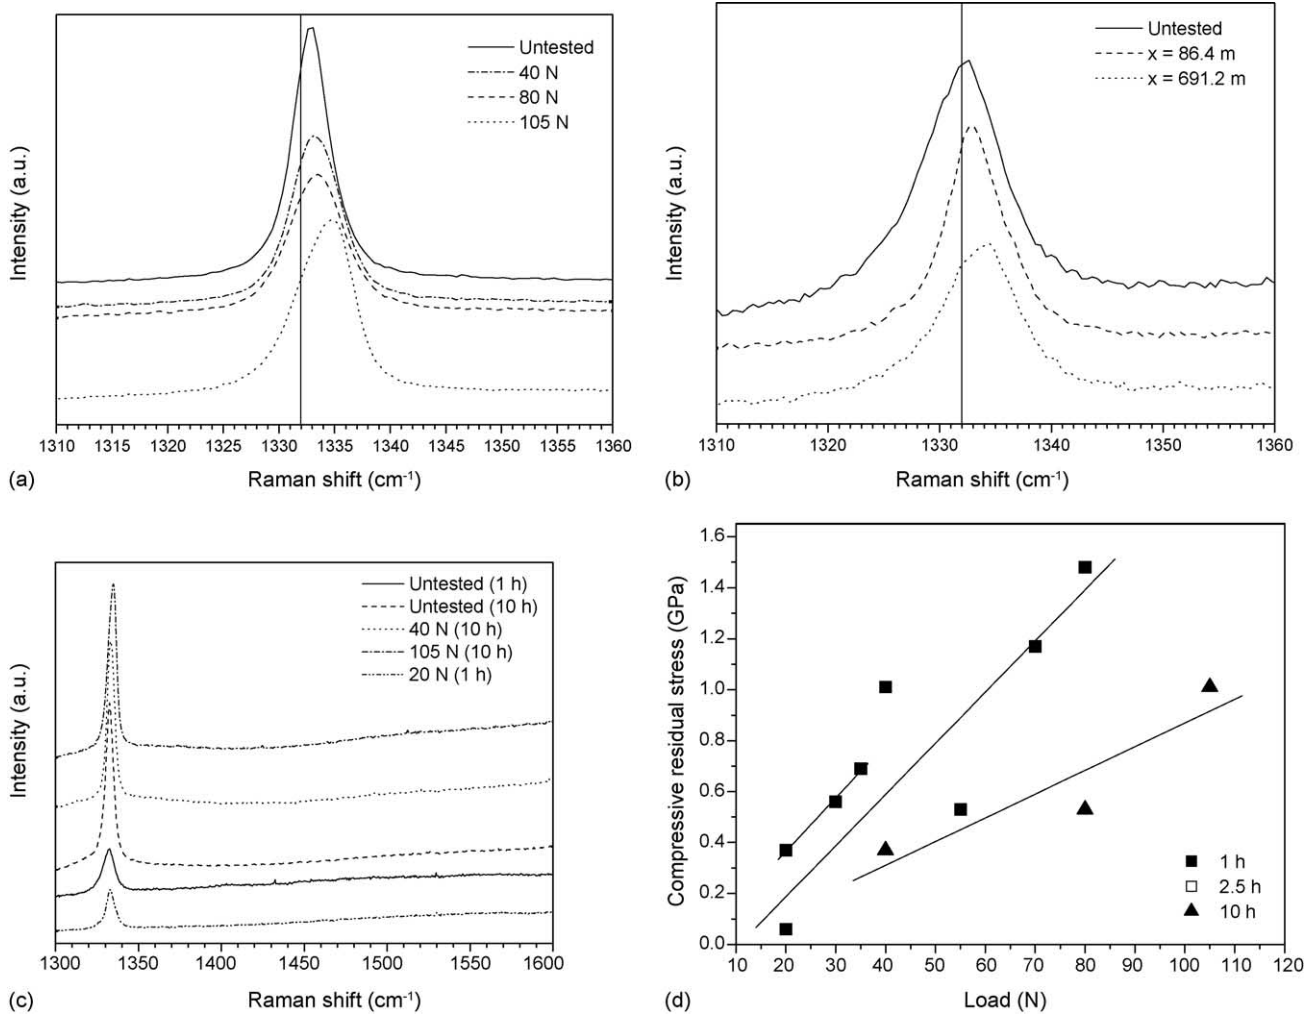 Untested
40 N
80 N
105 N
Intensity (a.u.)
1310 1315 1320 1325 1330 1335 1340 1345 1350 1355 1360
(a)
Raman shift (cm⁻¹)
Untested
x = 86.4 m
x = 691.2 m
Intensity (a.u.)
1310 1320 1330 1340 1350 1360
(b)
Raman shift (cm⁻¹)
Untested (1 h)
Untested (10 h)
40 N (10 h)
105 N (10 h)
20 N (1 h)
Intensity (a.u.)
1300 1350 1400 1450 1500 1550 1600
(c)
Raman shift (cm⁻¹)
Compressive residual stress (GPa)
1.6
1.4
1.2
1.0
0.8
0.6
0.4
0.2
0.0
1 h
2.5 h
10 h
10 20 30 40 50 60 70 80 90 100 110 120
(d)
Load (N)